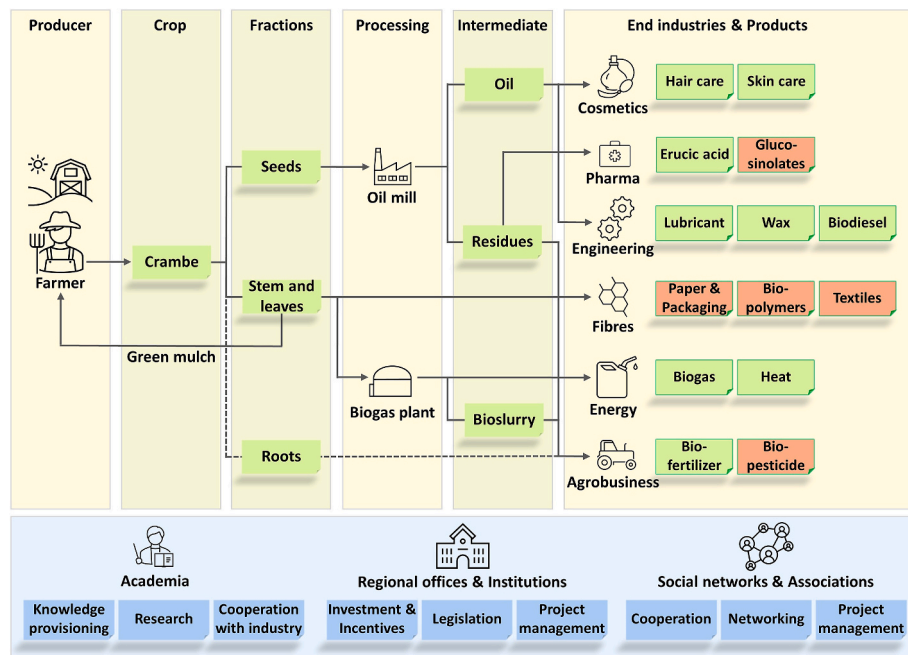 Producer
Crop
Fractions
Processing
Intermediate
End industries & Products
Oil
Cosmetics
Hair care
Skin care
Seeds
Oil mill
Pharma
Erucic acid
Gluco-
sinolates
Farmer
Crambe
Residues
Engineering
Lubricant
Wax
Biodiesel
Stem and
leaves
Fibres
Paper &
Packaging
Bio-
polymers
Textiles
Green mulch
Biogas plant
Bioslurry
Energy
Biogas
Heat
Roots
Agrobusiness
Bio-
fertilizer
Bio-
pesticide
Academia
Knowledge
provisioning
Research
Cooperation
with industry
Regional offices & Institutions
Investment &
Incentives
Legislation
Project
management
Social networks & Associations
Cooperation
Networking
Project
management